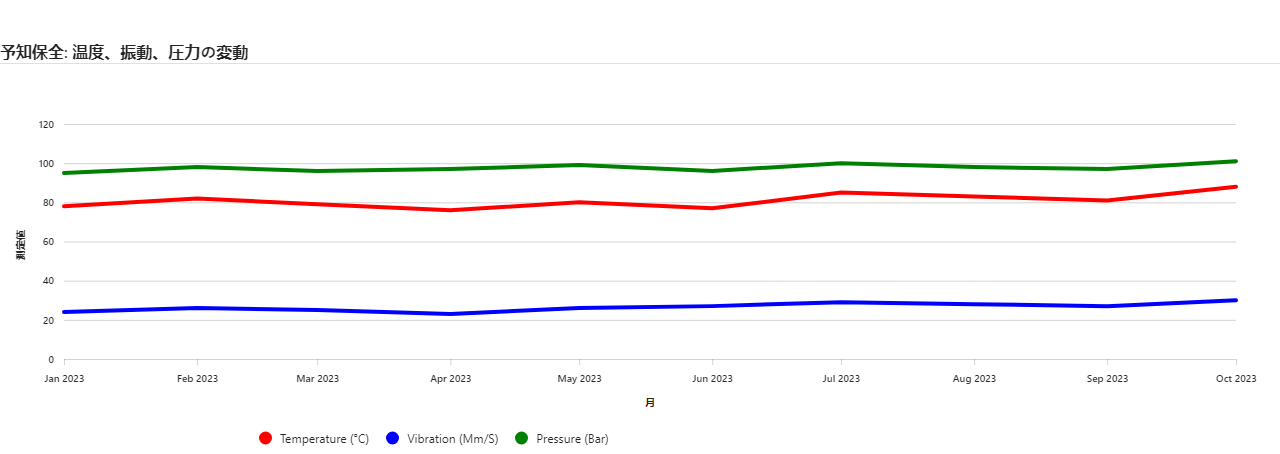 予知保全: 温度、振動、圧力の変動
120
100
80
60
40
20
0
測定値
Jan 2023
Feb 2023
Mar 2023
Apr 2023
May 2023
Jun 2023
Jul 2023
Aug 2023
Sep 2023
Oct 2023
月
Temperature (°C)
Vibration (Mm/S)
Pressure (Bar)